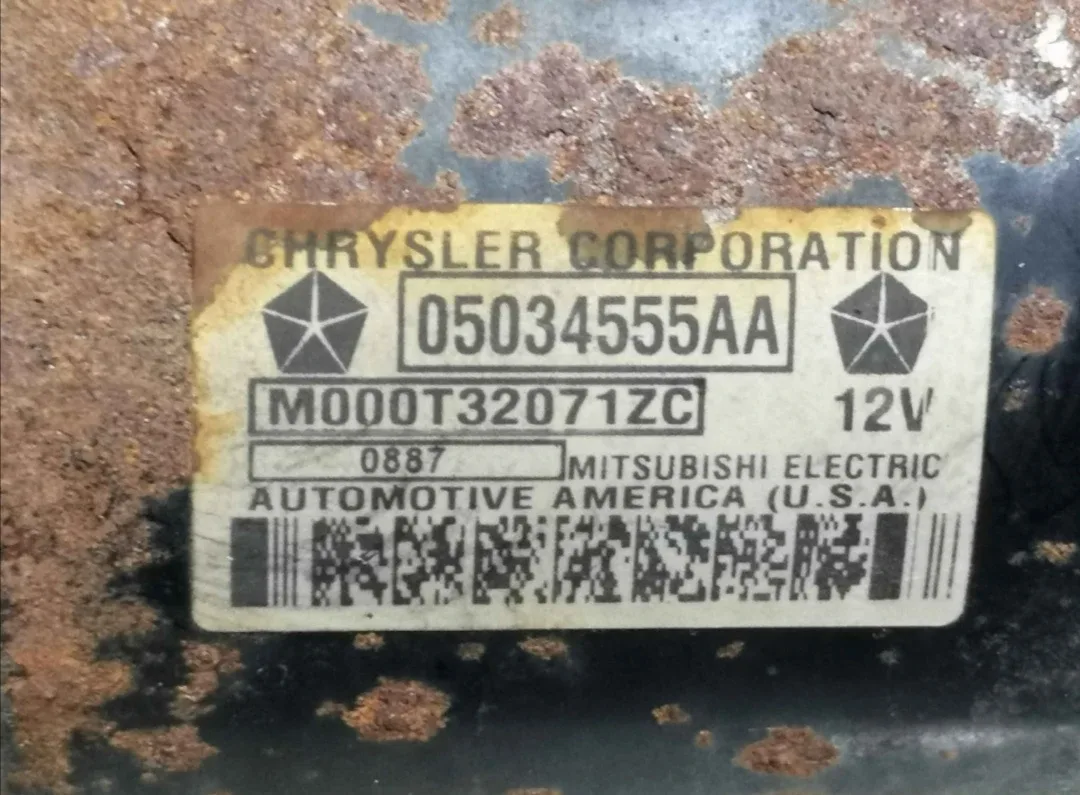 CHRYSLER CORPORATION
05034555AA
M000T32071ZC 12V
0887 MITSUBISHI ELECTRIC
AUTOMOTIVE AMERICA (U.S.A.)